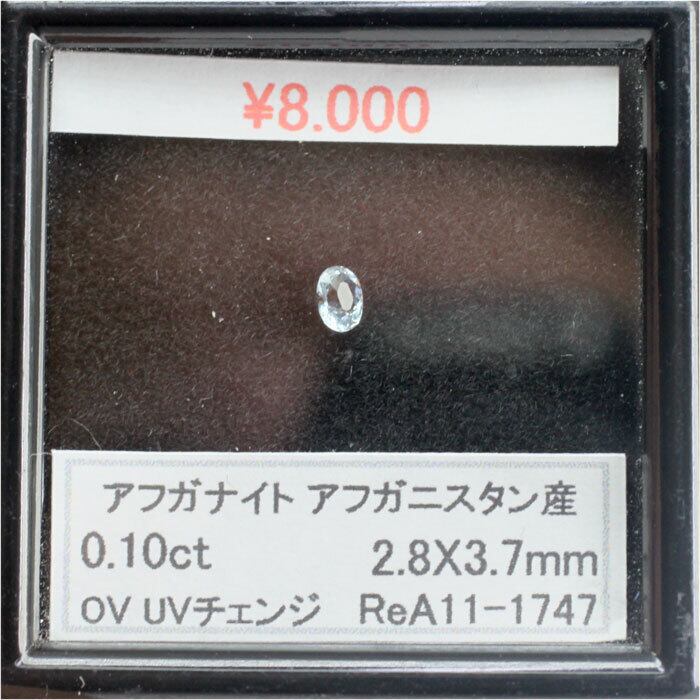 ¥8.000
アフガナイト アフガニスタン産
0.10ct 2.8X3.7mm
OV UVチェンジ ReA11-1747